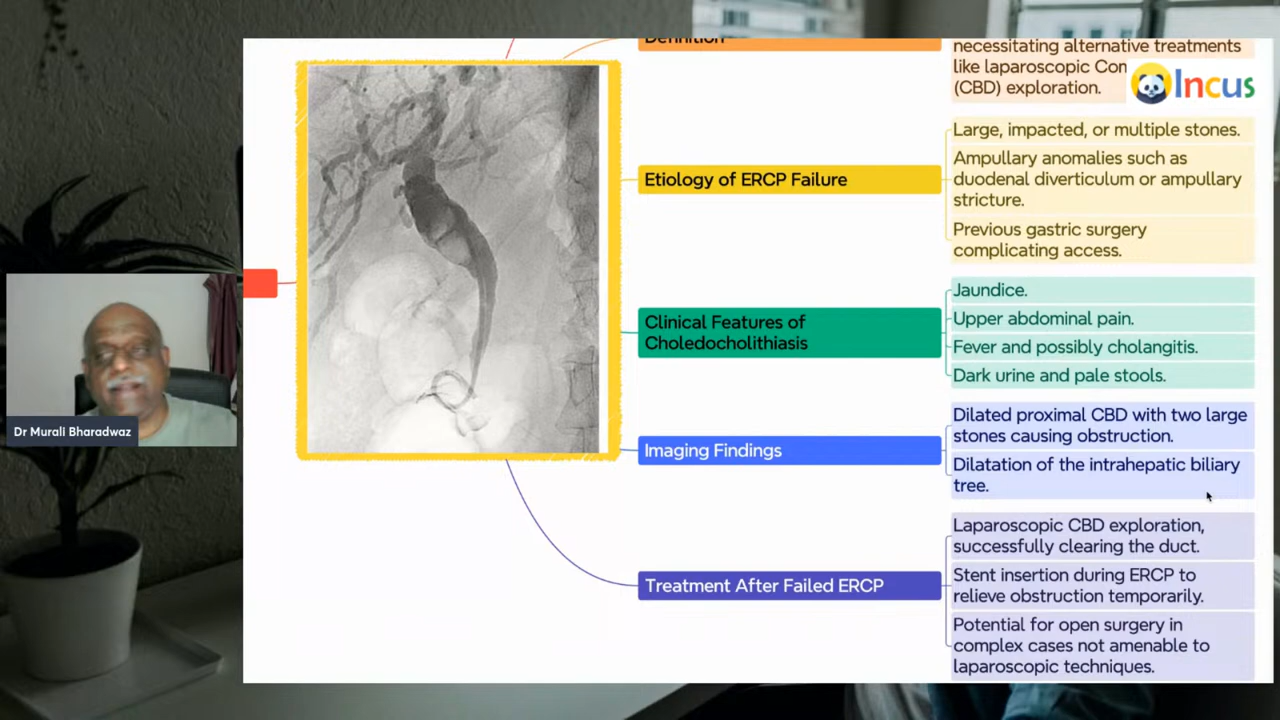 Definition
necessitating alternative treatments
like laparoscopic Com
(CBD) exploration.
Incus
Etiology of ERCP Failure
Large, impacted, or multiple stones.
Ampullary anomalies such as
duodenal diverticulum or ampullary
stricture.
Previous gastric surgery
complicating access.
Clinical Features of
Choledocholithiasis
Jaundice.
Upper abdominal pain.
Fever and possibly cholangitis.
Dark urine and pale stools.
Dr Murali Bharadwaz
Imaging Findings
Dilated proximal CBD with two large
stones causing obstruction.
Dilatation of the intrahepatic biliary
tree.
Treatment After Failed ERCP
Laparoscopic CBD exploration,
successfully clearing the duct.
Stent insertion during ERCP to
relieve obstruction temporarily.
Potential for open surgery in
complex cases not amenable to
laparoscopic techniques.